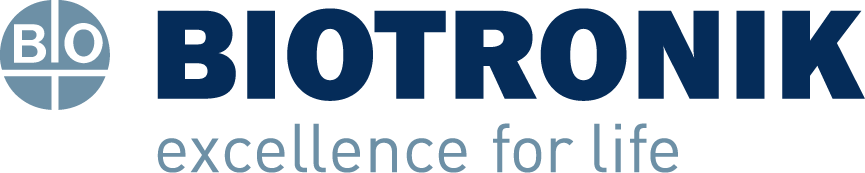 BIO BIOTRONIK
excellence for life